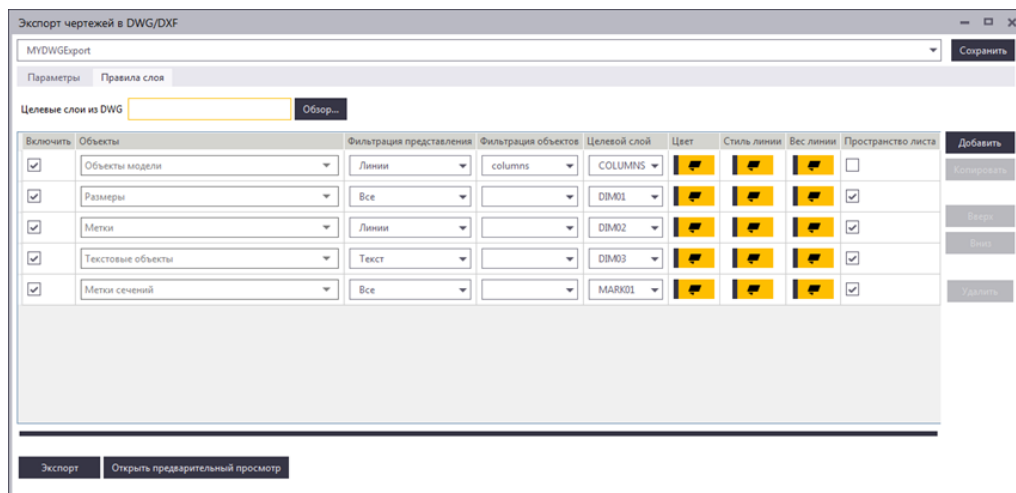 Экспорт чертежей в DWG/DXF
MYDWGExport Сохранить
Параметры Правила слоя
Целевые слои из DWG Обзор...
Включить Объекты Фильтрация представления Фильтрация объектов Целевой слой Цвет Стиль линии Вес линии Пространство листа Добавить
Объекты модели Линии columns COLUMNS Копировать
Размеры Все DIM01 Вверх
Метки Линии DIM02 Вниз
Текстовые объекты Текст DIM03
Метки сечений Все MARK01 Удалить
Экспорт Открыть предварительный просмотр